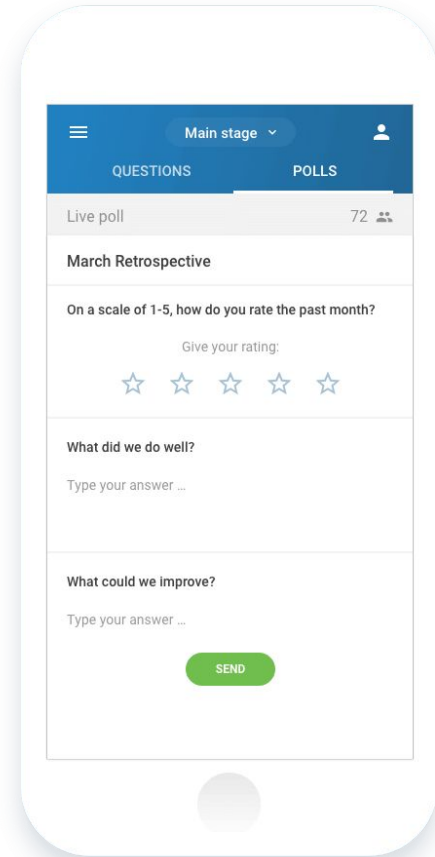 Main stage
QUESTIONS POLLS
Live poll 72
March Retrospective
On a scale of 1-5, how do you rate the past month?
Give your rating:
What did we do well?
Type your answer ...
What could we improve?
Type your answer ...
SEND